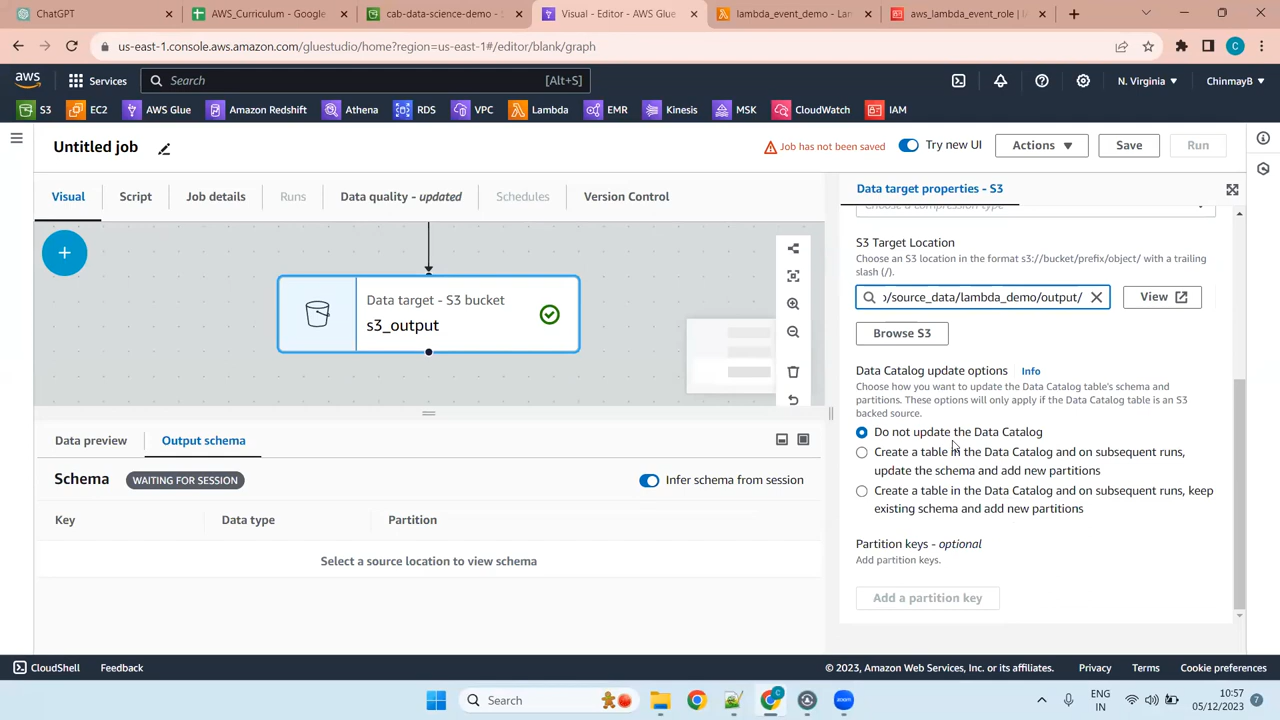 ChatGPT
AWS_Curriculum - Google
cab-data-science-demo - S
Visual - Editor - AWS Glue
lambda_event_demo - Lam
aws_lambda_event_role | I
us-east-1.console.aws.amazon.com/gluestudio/home?region=us-east-1#/editor/blank/graph
C
aws
Services
Search
[Alt+S]
N. Virginia
ChinmayB
S3
EC2
AWS Glue
Amazon Redshift
Athena
RDS
VPC
Lambda
EMR
Kinesis
MSK
CloudWatch
IAM
Untitled job
Job has not been saved
Try new UI
Actions
Save
Run
Visual
Script
Job details
Runs
Data quality - updated
Schedules
Version Control
Data target properties - S3
Data target - S3 bucket
s3_output
Choose a compression type
S3 Target Location
Choose an S3 location in the format s3://bucket/prefix/object/ with a trailing
slash (/).
/source_data/lambda_demo/output/
View
Browse S3
Data Catalog update options
Info
Choose how you want to update the Data Catalog table's schema and
partitions. These options will only apply if the Data Catalog table is an S3
backed source.
Do not update the Data Catalog
Create a table in the Data Catalog and on subsequent runs,
update the schema and add new partitions
Create a table in the Data Catalog and on subsequent runs, keep
existing schema and add new partitions
Partition keys - optional
Add partition keys.
Add a partition key
Data preview
Output schema
Schema
WAITING FOR SESSION
Infer schema from session
Key
Data type
Partition
Select a source location to view schema
CloudShell
Feedback
© 2023, Amazon Web Services, Inc. or its affiliates.
Privacy
Terms
Cookie preferences
Search
zoom
ENG
IN
10:57
05/12/2023
7